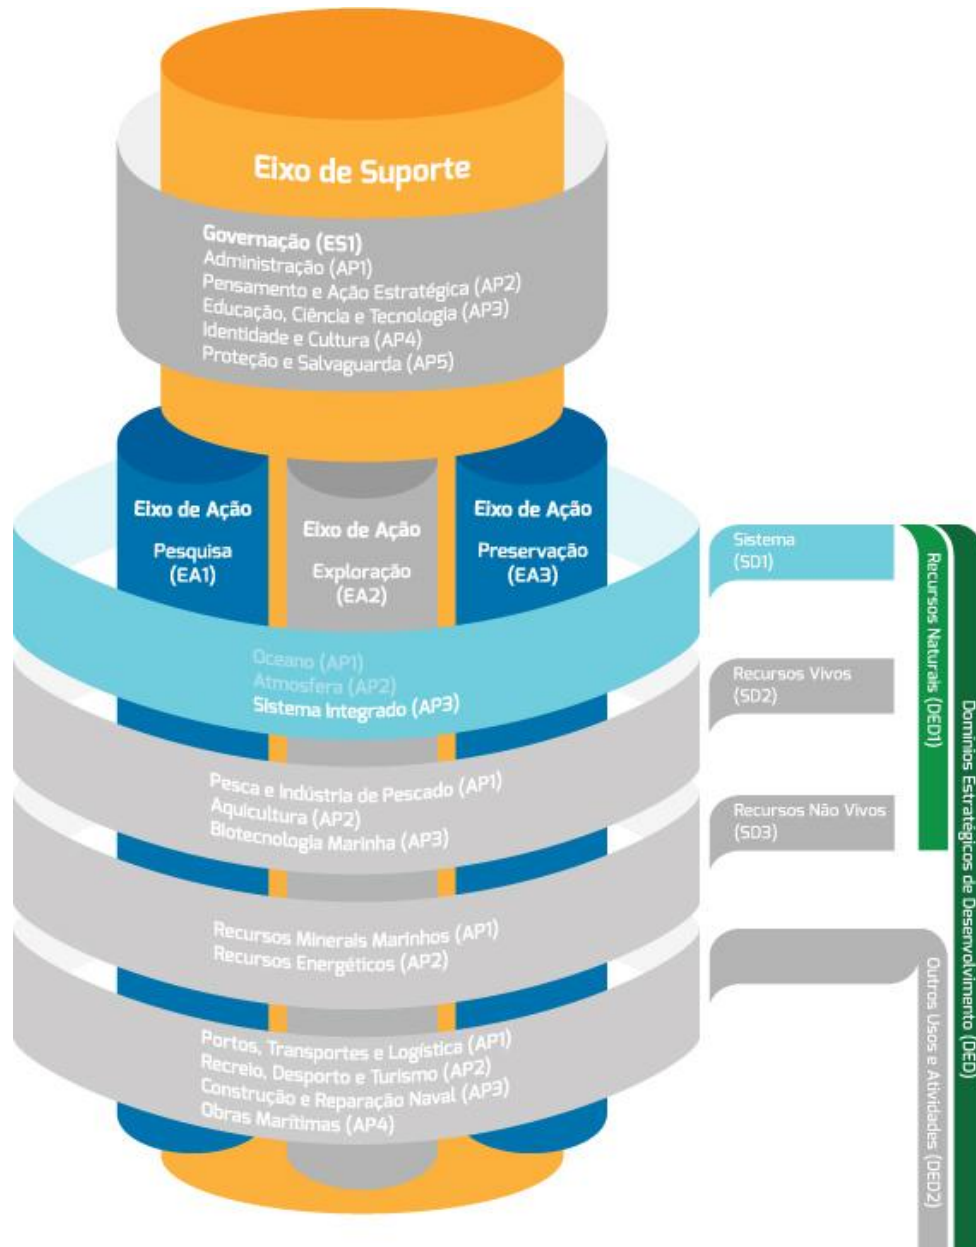 Eixo de Suporte
Governação (ES1)
Administração (AP1)
Pensamento e Ação Estratégica (AP2)
Educação, Ciência e Tecnologia (AP3)
Identidade e Cultura (AP4)
Proteção e Salvaguarda (AP5)
Eixo de Ação
Pesquisa
(EA1)
Eixo de Ação
Exploração
(EA2)
Eixo de Ação
Preservação
(EA3)
Oceano (AP1)
Atmosfera (AP2)
Sistema Integrado (AP3)
Pesca e Indústria de Pescado (AP1)
Aquicultura (AP2)
Biotecnologia Marinha (AP3)
Recursos Minerais Marinhos (AP1)
Recursos Energéticos (AP2)
Portos, Transportes e Logística (AP1)
Recreio, Desporto e Turismo (AP2)
Construção e Reparação Naval (AP3)
Obras Marítimas (AP4)
Sistema
(SD1)
Recursos Vivos
(SD2)
Recursos Não Vivos
(SD3)
Recursos Naturais (DED1)
Outros Usos e Atividades (DED2)
Domínios Estratégicos de Desenvolvimento (DED)